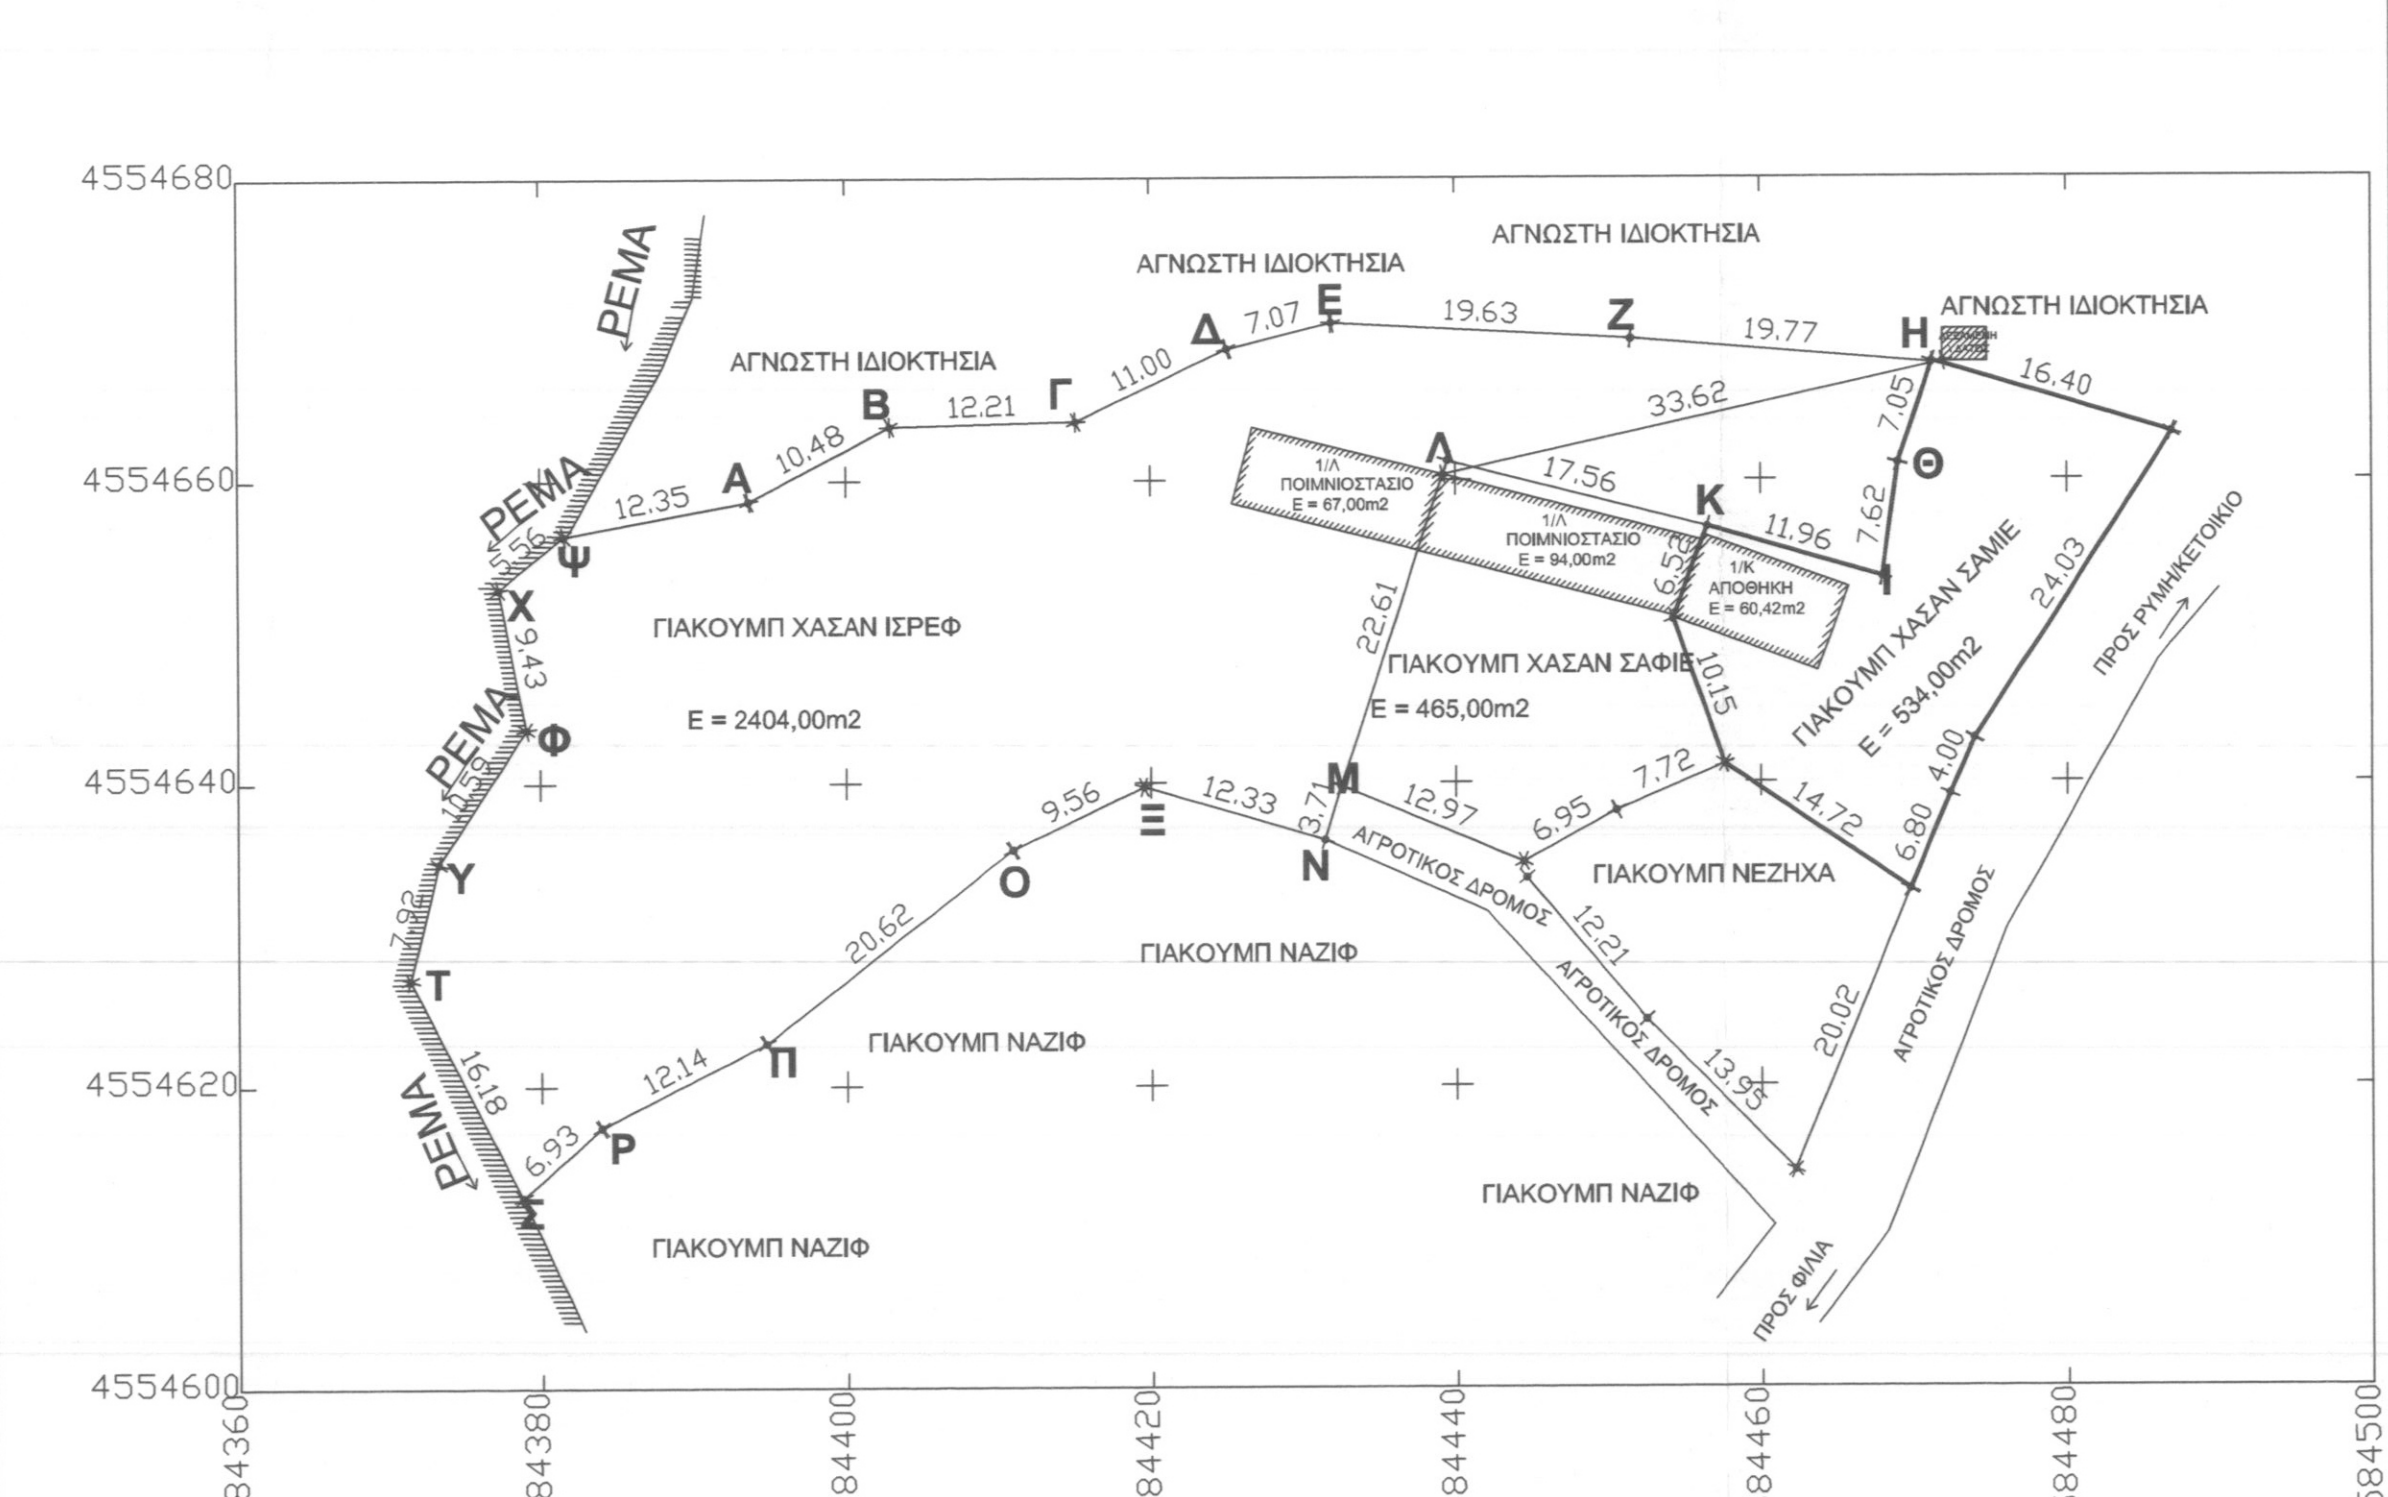 4554680
ΡΕΜΑ
ΑΓΝΩΣΤΗ ΙΔΙΟΚΤΗΣΙΑ
ΑΓΝΩΣΤΗ ΙΔΙΟΚΤΗΣΙΑ
ΑΓΝΩΣΤΗ ΙΔΙΟΚΤΗΣΙΑ
Δ
7.07
Ε
19.63
Ζ
19.77
Η
16.40
ΑΓΝΩΣΤΗ ΙΔΙΟΚΤΗΣΙΑ
Β
12.21
Γ
11.00
33.62
7.05
Θ
4554660
ΡΕΜΑ
12.35
Α
10.48
Λ
17.56
Κ
11.96
7.62
Ι
1/Λ
ΠΟΙΜΝΙΟΣΤΑΣΙΟ
Ε = 67,00m2
1/Λ
ΠΟΙΜΝΙΟΣΤΑΣΙΟ
Ε = 94,00m2
1/Κ
ΑΠΟΘΗΚΗ
Ε = 60,42m2
5.56
Ψ
Χ
9.43
ΓΙΑΚΟΥΜΠ ΧΑΣΑΝ ΙΣΡΕΦ
Ε = 2404,00m2
22.61
ΓΙΑΚΟΥΜΠ ΧΑΣΑΝ ΣΑΦΙΕ
Ε = 465,00m2
10.15
ΓΙΑΚΟΥΜΠ ΧΑΣΑΝ ΣΑΜΙΕ
Ε = 534,00m2
24.03
ΠΡΟΣ ΡΥΜΗ/ΚΕΤΟΙΚΙΟ
ΡΕΜΑ
Φ
10.59
4554640
9.56
Ξ
12.33
3.71
Μ
12.97
6.95
7.72
14.72
4.00
6.80
Υ
7.92
Ο
Ν
ΑΓΡΟΤΙΚΟΣ ΔΡΟΜΟΣ
ΓΙΑΚΟΥΜΠ ΝΕΖΗΧΑ
20.62
ΓΙΑΚΟΥΜΠ ΝΑΖΙΦ
12.21
ΑΓΡΟΤΙΚΟΣ ΔΡΟΜΟΣ
ΑΓΡΟΤΙΚΟΣ ΔΡΟΜΟΣ
20.02
Τ
16.18
12.14
Π
ΓΙΑΚΟΥΜΠ ΝΑΖΙΦ
13.95
4554620
ΡΕΜΑ
6.93
Ρ
Σ
ΓΙΑΚΟΥΜΠ ΝΑΖΙΦ
ΓΙΑΚΟΥΜΠ ΝΑΖΙΦ
ΠΡΟΣ ΦΙΛΙΑ
4554600
84360
84380
84400
84420
84440
84460
84480
84500